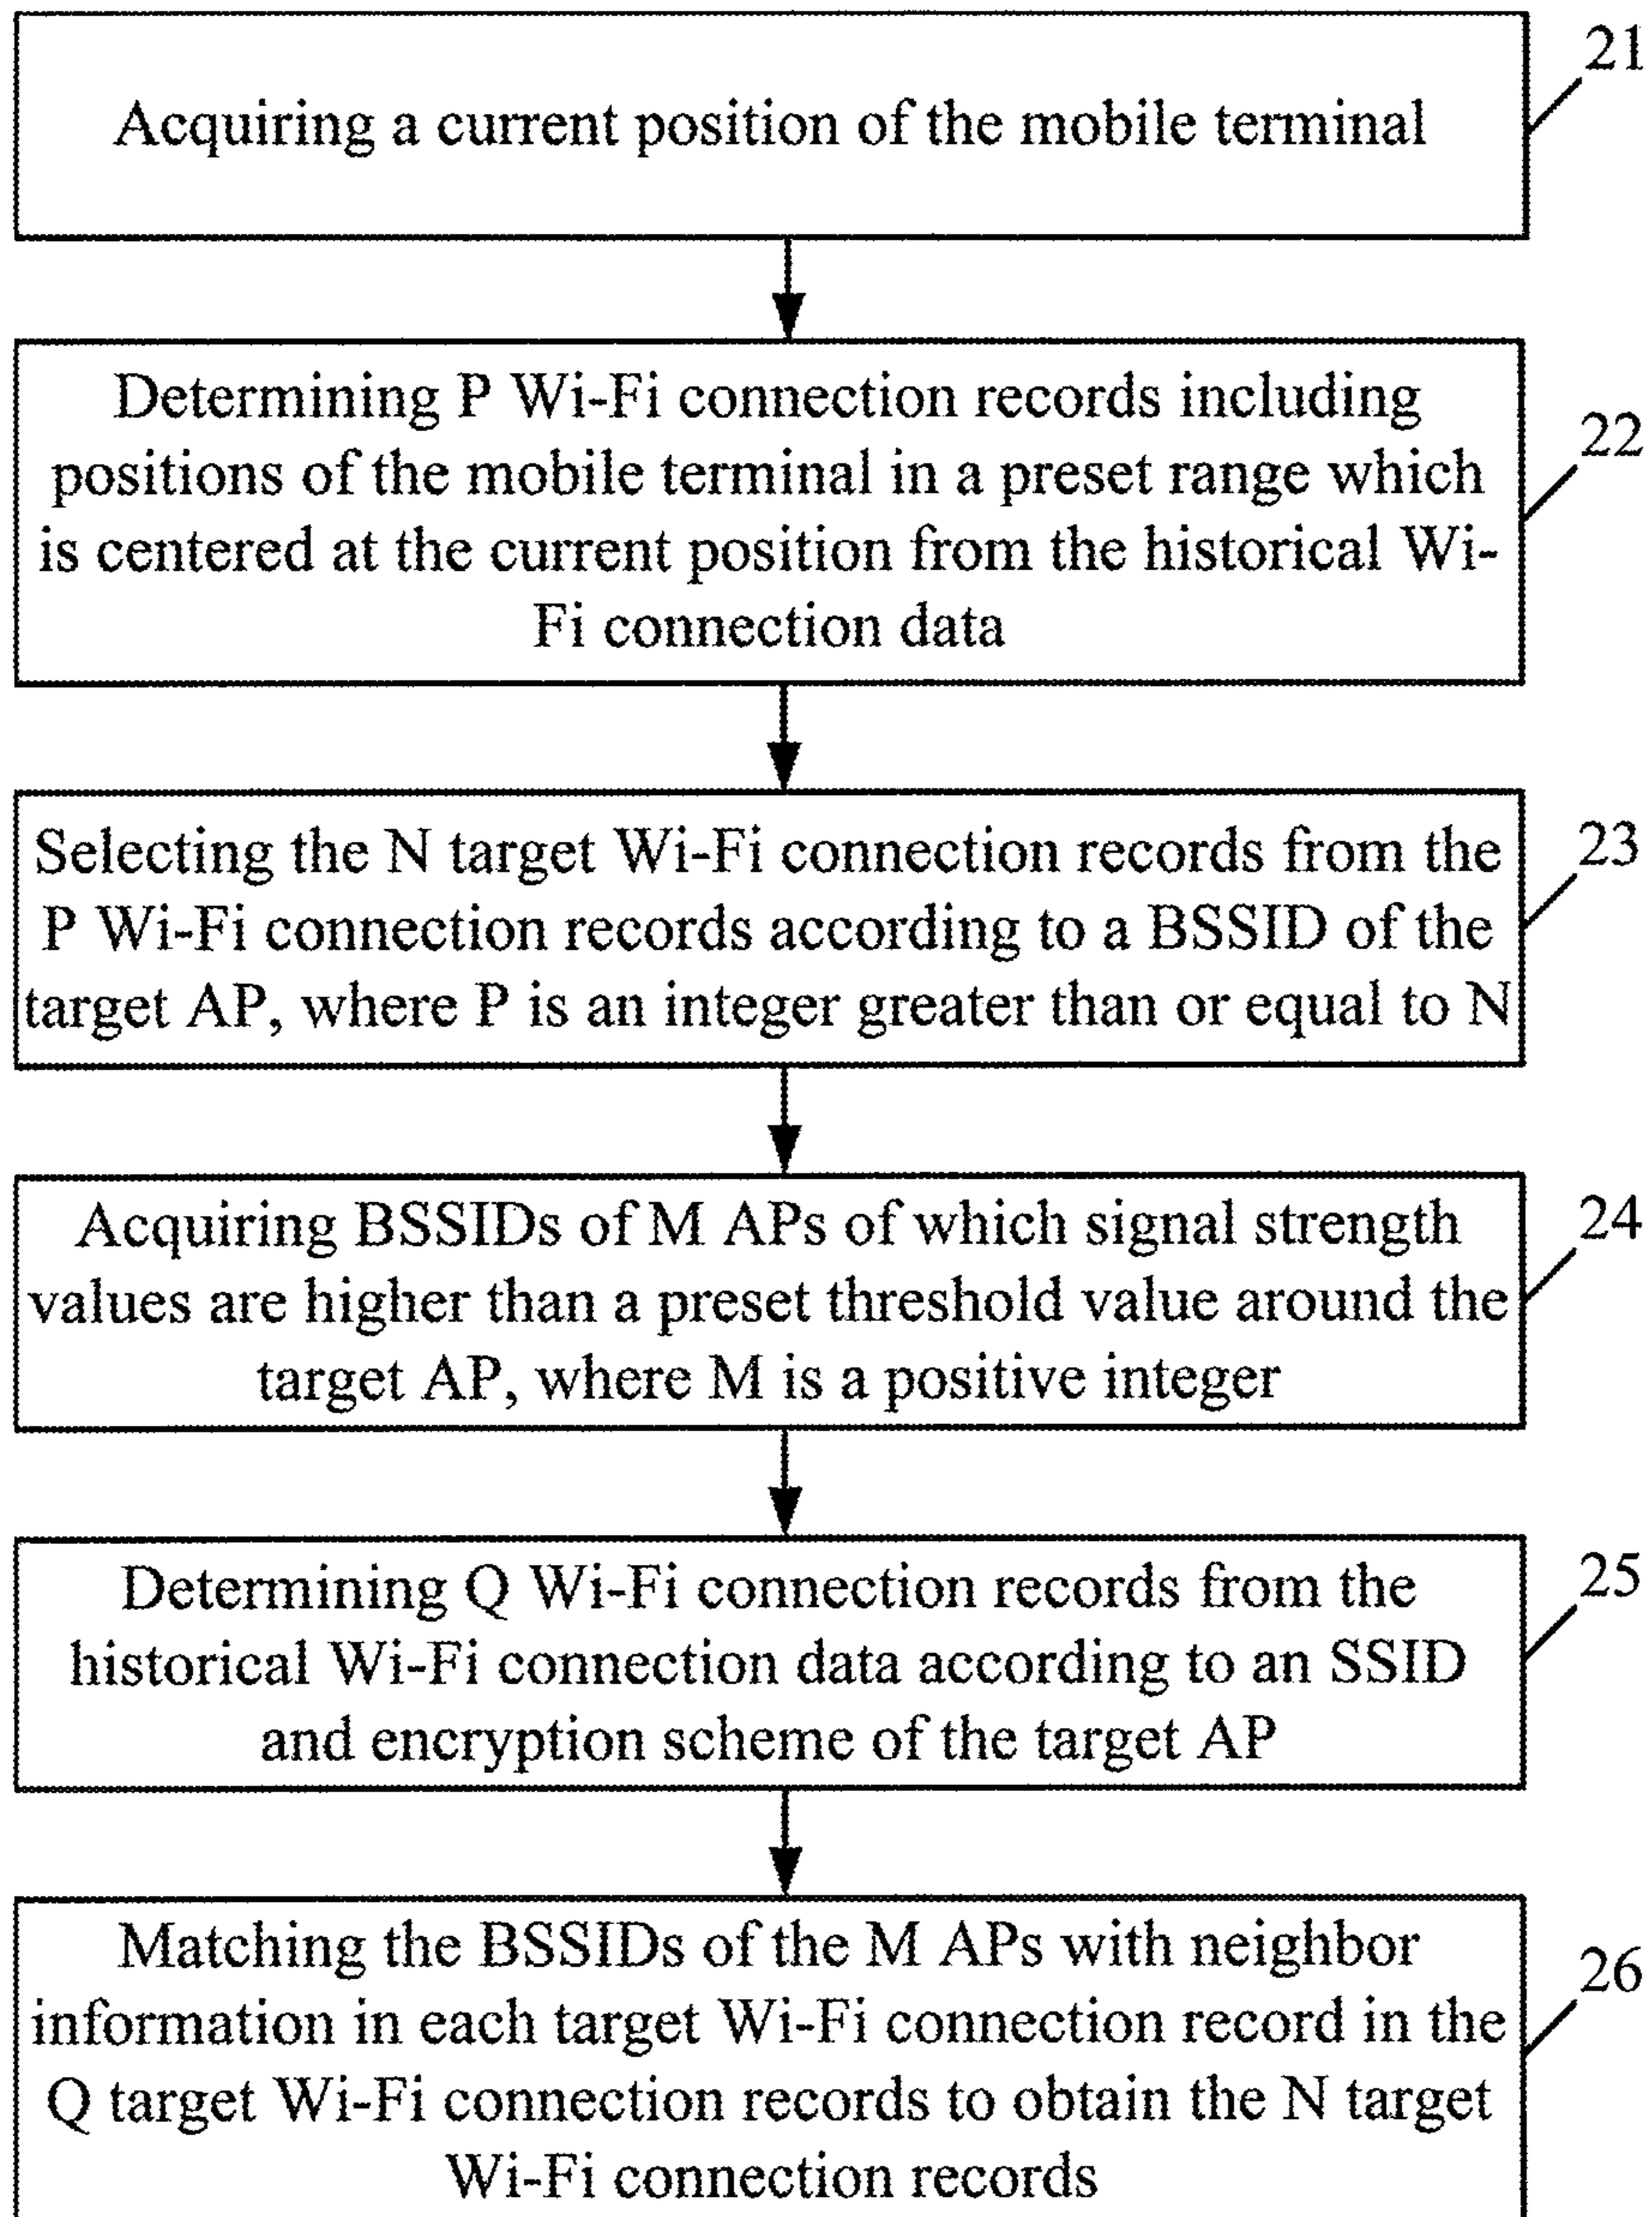 Acquiring a current position of the mobile terminal
21
Determining P Wi-Fi connection records including
positions of the mobile terminal in a preset range which
is centered at the current position from the historical Wi-
Fi connection data
22
Selecting the N target Wi-Fi connection records from the
P Wi-Fi connection records according to a BSSID of the
target AP, where P is an integer greater than or equal to N
23
Acquiring BSSIDs of M APs of which signal strength
values are higher than a preset threshold value around the
target AP, where M is a positive integer
24
Determining Q Wi-Fi connection records from the
historical Wi-Fi connection data according to an SSID
and encryption scheme of the target AP
25
Matching the BSSIDs of the M APs with neighbor
information in each target Wi-Fi connection record in the
Q target Wi-Fi connection records to obtain the N target
Wi-Fi connection records
26